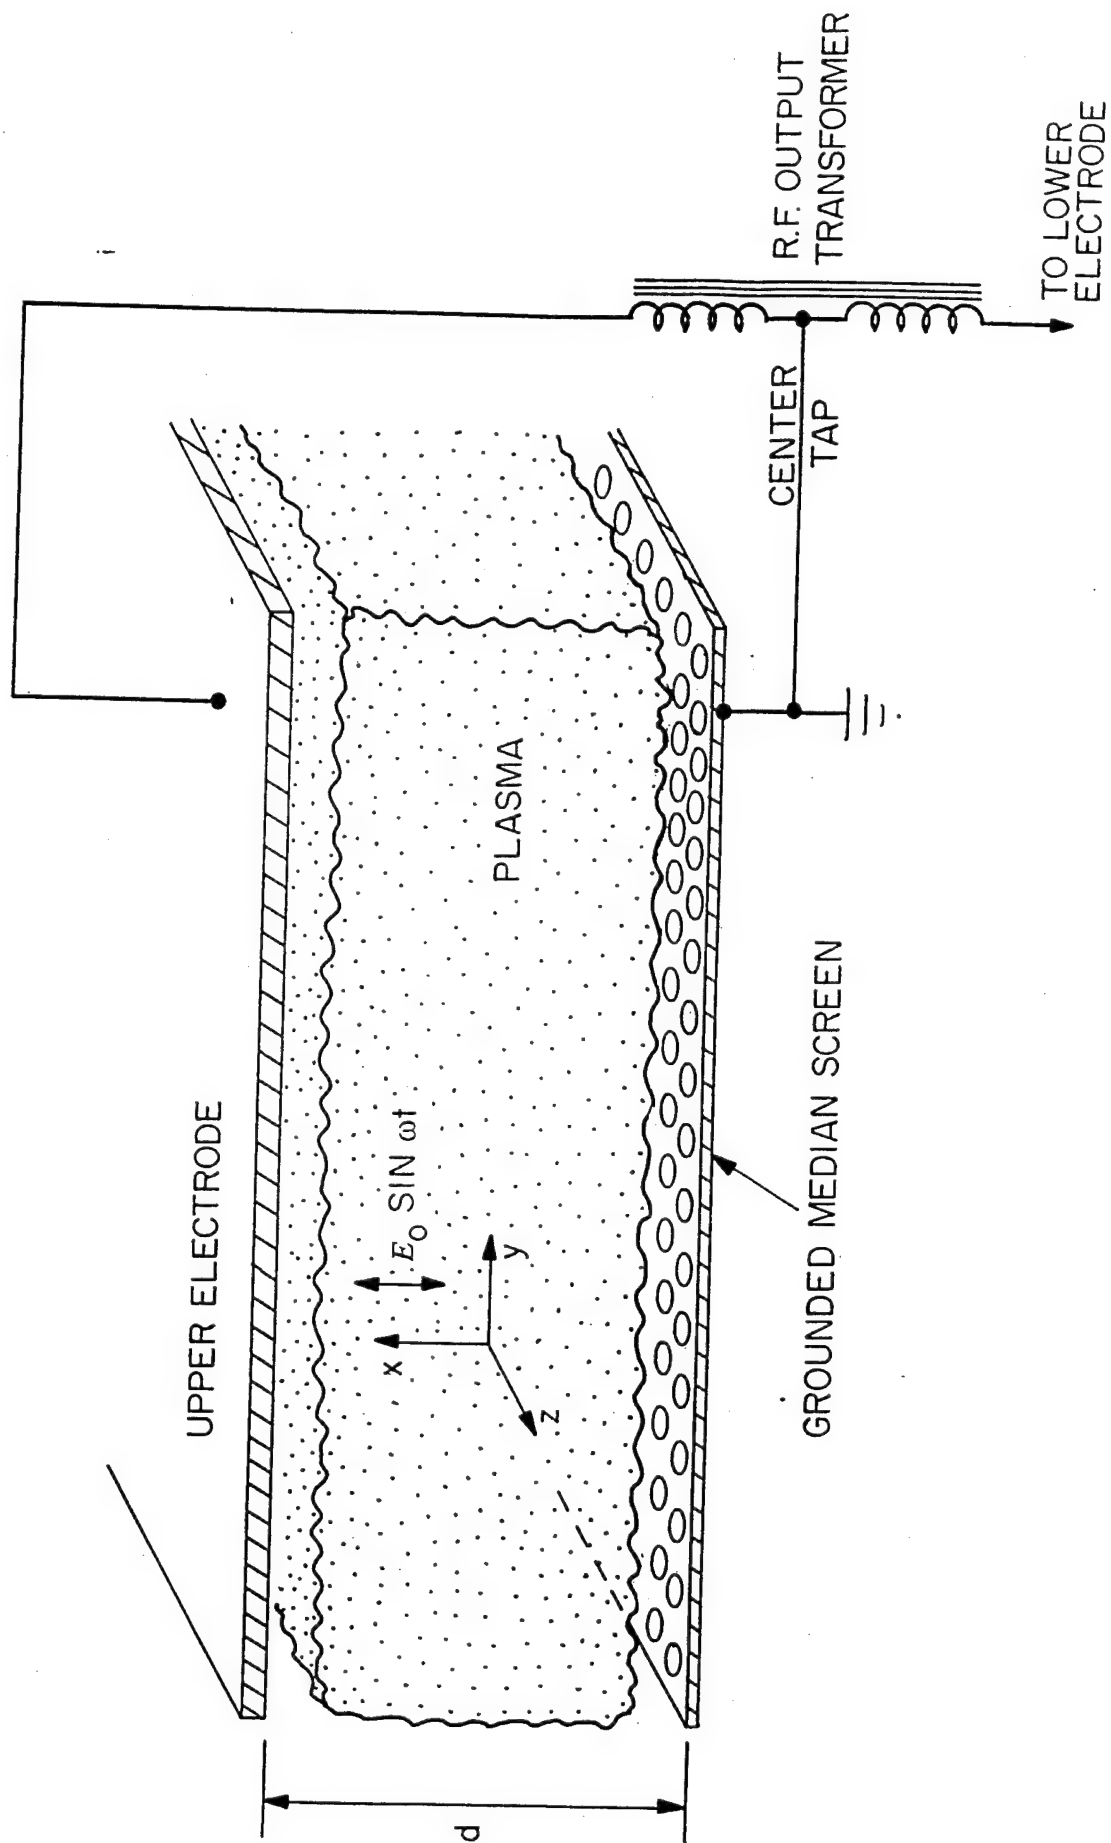 UPPER ELECTRODE
E₀ SIN ωt
x
y
z
PLASMA
d
GROUNDED MEDIAN SCREEN
CENTER
TAP
R.F. OUTPUT
TRANSFORMER
TO LOWER
ELECTRODE